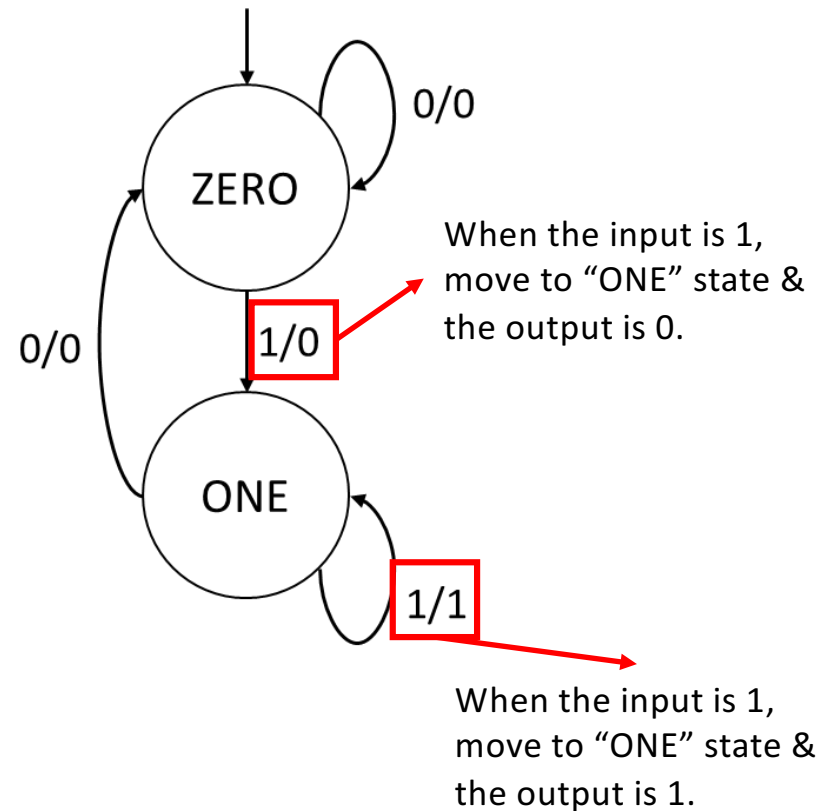 0/0
ZERO
When the input is 1,
move to “ONE” state &
the output is 0.
1/0
0/0
ONE
1/1
When the input is 1,
move to “ONE” state &
the output is 1.